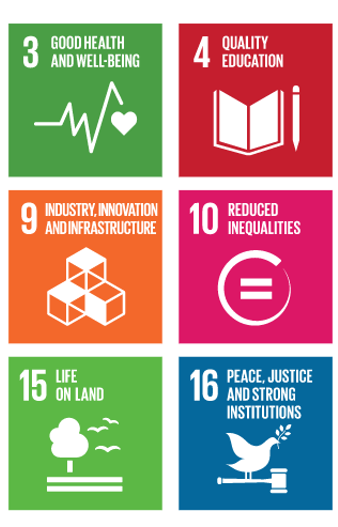 3 GOOD HEALTH
AND WELL-BEING
4 QUALITY
EDUCATION
9 INDUSTRY, INNOVATION
AND INFRASTRUCTURE
10 REDUCED
INEQUALITIES
15 LIFE
ON LAND
16 PEACE, JUSTICE
AND STRONG
INSTITUTIONS